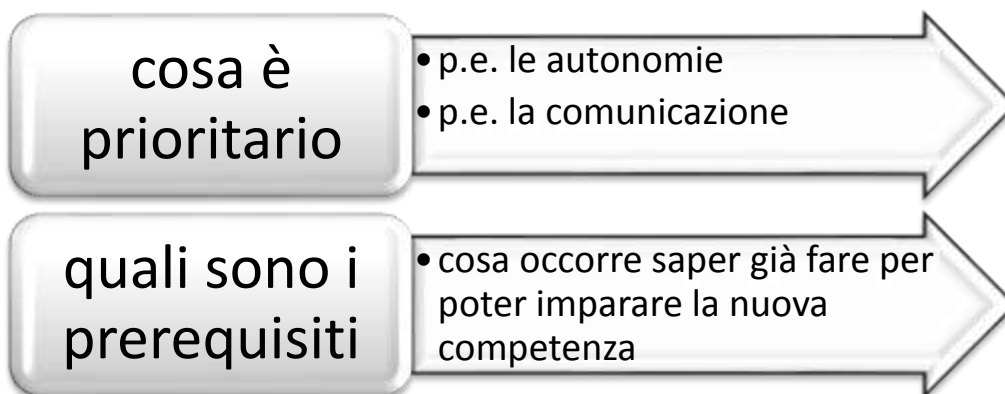 cosa è
prioritario
• p.e. le autonomie
• p.e. la comunicazione
quali sono i
prerequisiti
• cosa occorre saper già fare per
poter imparare la nuova
competenza